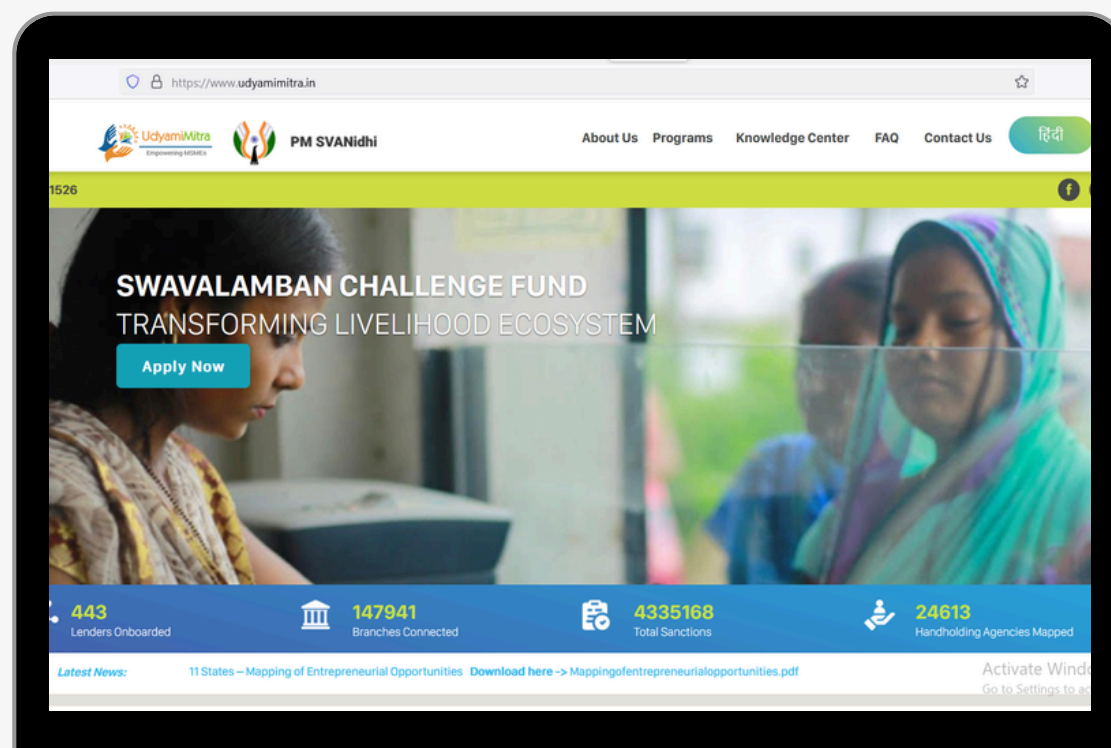 https://www.udyamimitra.in
UdyamiMitra
Empowering MSMEs
PM SVANidhi
About Us Programs Knowledge Center FAQ Contact Us हिंदी
1526
SWAVALAMBAN CHALLENGE FUND
TRANSFORMING LIVELIHOOD ECOSYSTEM
Apply Now
443
Lenders Onboarded
147941
Branches Connected
4335168
Total Sanctions
24613
Handholding Agencies Mapped
Latest News: 11 States – Mapping of Entrepreneurial Opportunities Download here -> Mappingofentrepreneurialopportunities.pdf
Activate Wind
Go to Settings to ac